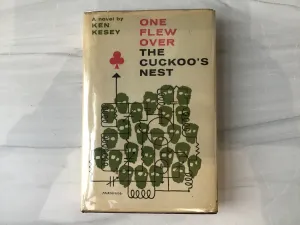 A novel by
KEN
KESEY
ONE
FLEW
OVER
THE
CUCKOO'S
NEST